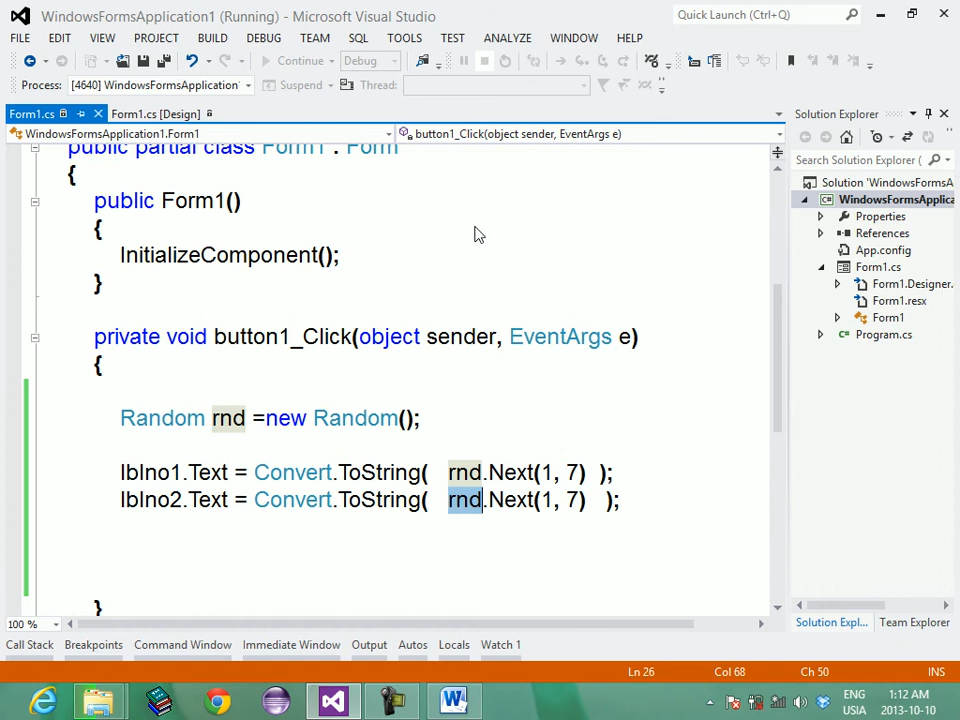 WindowsFormsApplication1 (Running) - Microsoft Visual Studio
Quick Launch (Ctrl+Q)
FILE EDIT VIEW PROJECT BUILD DEBUG TEAM SQL TOOLS TEST ANALYZE WINDOW HELP
Continue Debug
Process: [4640] WindowsFormsApplication Suspend Thread:
Form1.cs Form1.cs [Design]
WindowsFormsApplication1.Form1 button1_Click(object sender, EventArgs e)
public partial class Form1 : Form
{
public Form1()
{
InitializeComponent();
}
private void button1_Click(object sender, EventArgs e)
{
Random rnd =new Random();
lblno1.Text = Convert.ToString( rnd.Next(1, 7) );
lblno2.Text = Convert.ToString( rnd.Next(1, 7) );
}
100 %
Solution Explorer
Search Solution Explorer (
Solution 'WindowsFormsA
WindowsFormsApplica
Properties
References
App.config
Form1.cs
Form1.Designer.
Form1.resx
Form1
Program.cs
Solution Expl... Team Explorer
Call Stack Breakpoints Command Window Immediate Window Output Autos Locals Watch 1
Ln 26 Col 68 Ch 50 INS
ENG
USIA
1:12 AM
2013-10-10